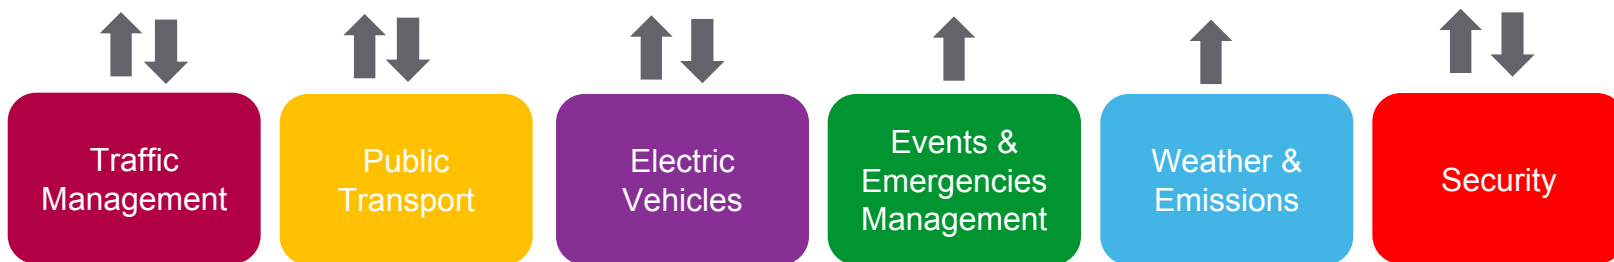 Traffic
Management
Public
Transport
Electric
Vehicles
Events &
Emergencies
Management
Weather &
Emissions
Security